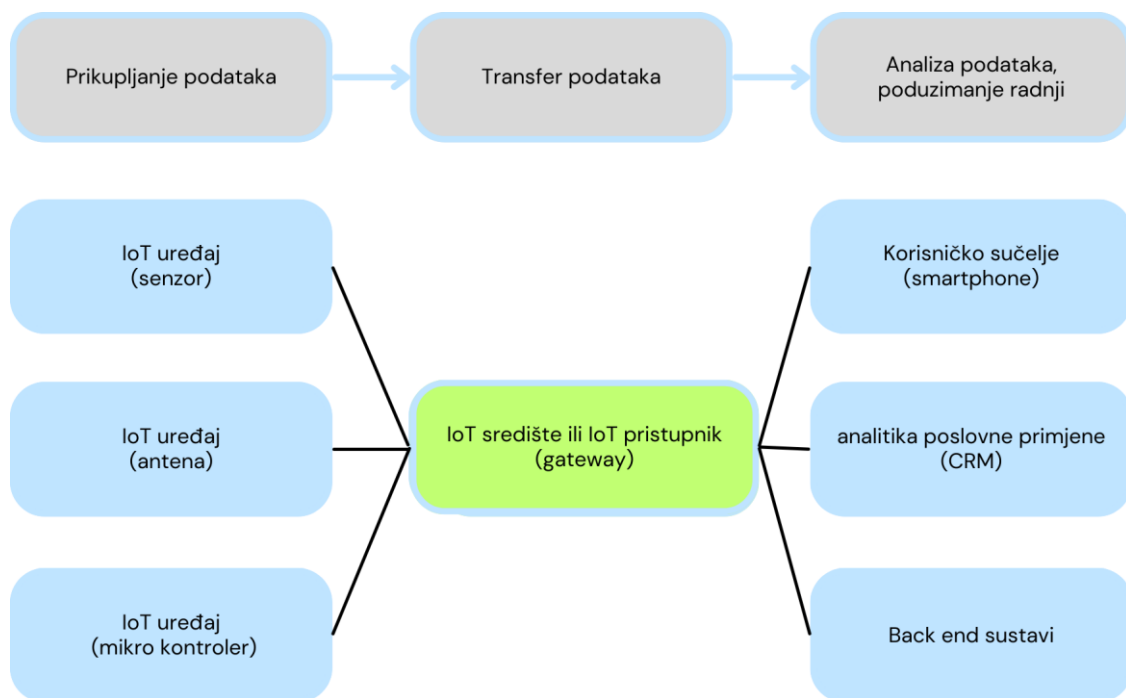 Prikupljanje podataka
Transfer podataka
Analiza podataka,
poduzimanje radnji
IoT uređaj
(senzor)
Korisničko sučelje
(smartphone)
IoT uređaj
(antena)
IoT središte ili IoT pristupnik
(gateway)
analitika poslovne primjene
(CRM)
IoT uređaj
(mikro kontroler)
Back end sustavi